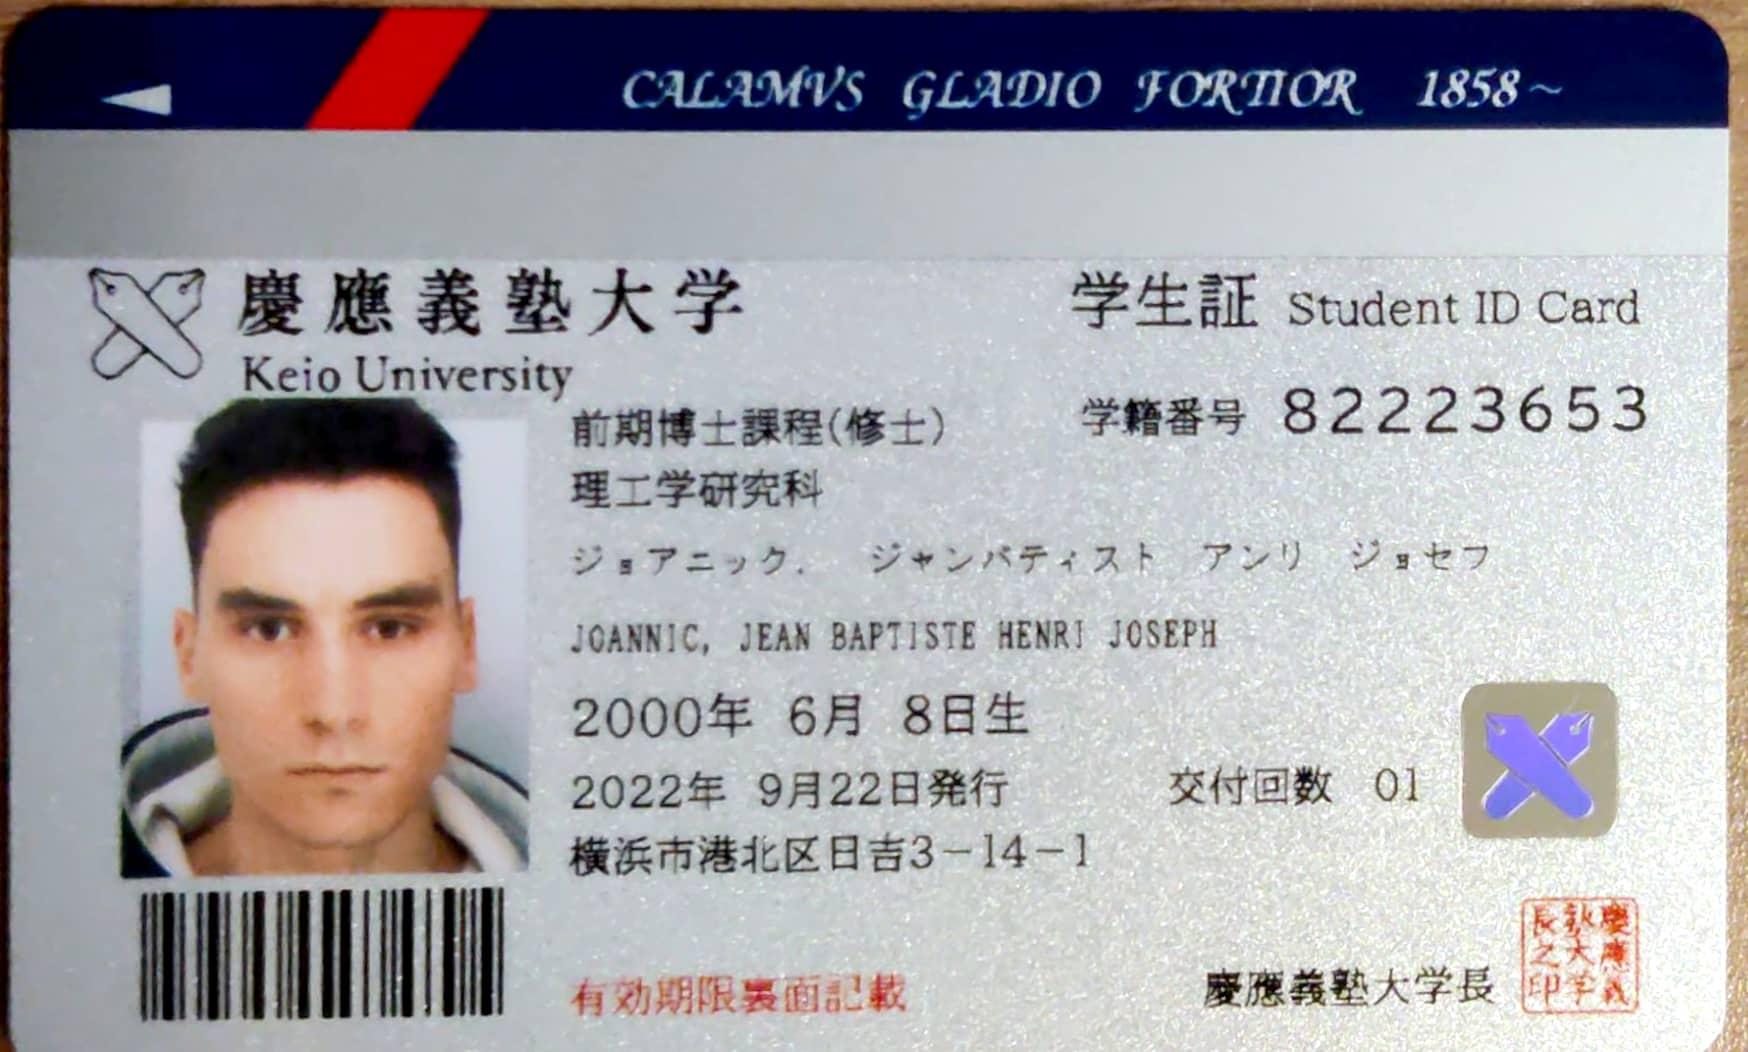 CALAMVS GLADIO FORTIOR 1858~
慶應義塾大学
Keio University
学生証 Student ID Card
学籍番号 82223653
前期博士課程(修士)
理工学研究科
ジョアニック. ジャンバティスト アンリ ジョセフ
JOANNIC, JEAN BAPTISTE HENRI JOSEPH
2000年 6月 8日生
2022年 9月22日発行 交付回数 01
横浜市港北区日吉3-14-1
有効期限裏面記載
慶應義塾大学長
慶應義
塾大学
長之印